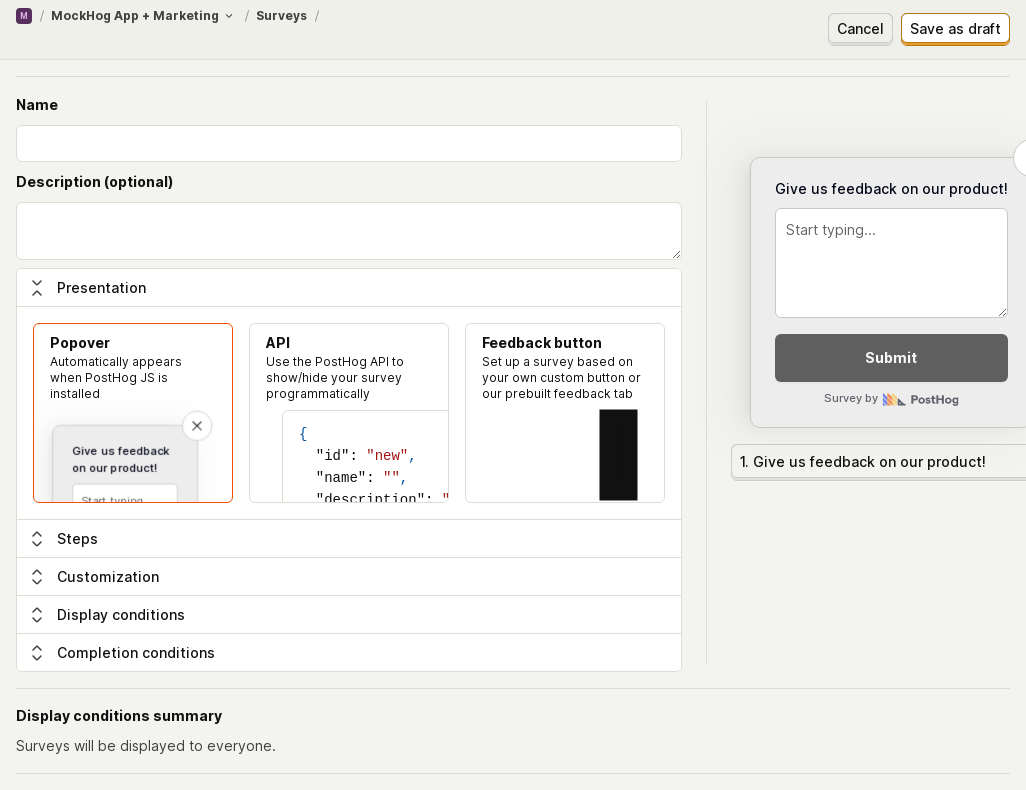 M / MockHog App + Marketing / Surveys /
Cancel
Save as draft
Name
Description (optional)
Presentation
Popover
Automatically appears
when PostHog JS is
installed
Give us feedback
on our product!
Start typing
API
Use the PostHog API to
show/hide your survey
programmatically
{
"id": "new",
"name": "",
"description": "
Feedback button
Set up a survey based on
your own custom button or
our prebuilt feedback tab
Steps
Customization
Display conditions
Completion conditions
Give us feedback on our product!
Start typing...
Submit
Survey by PostHog
1. Give us feedback on our product!
Display conditions summary
Surveys will be displayed to everyone.